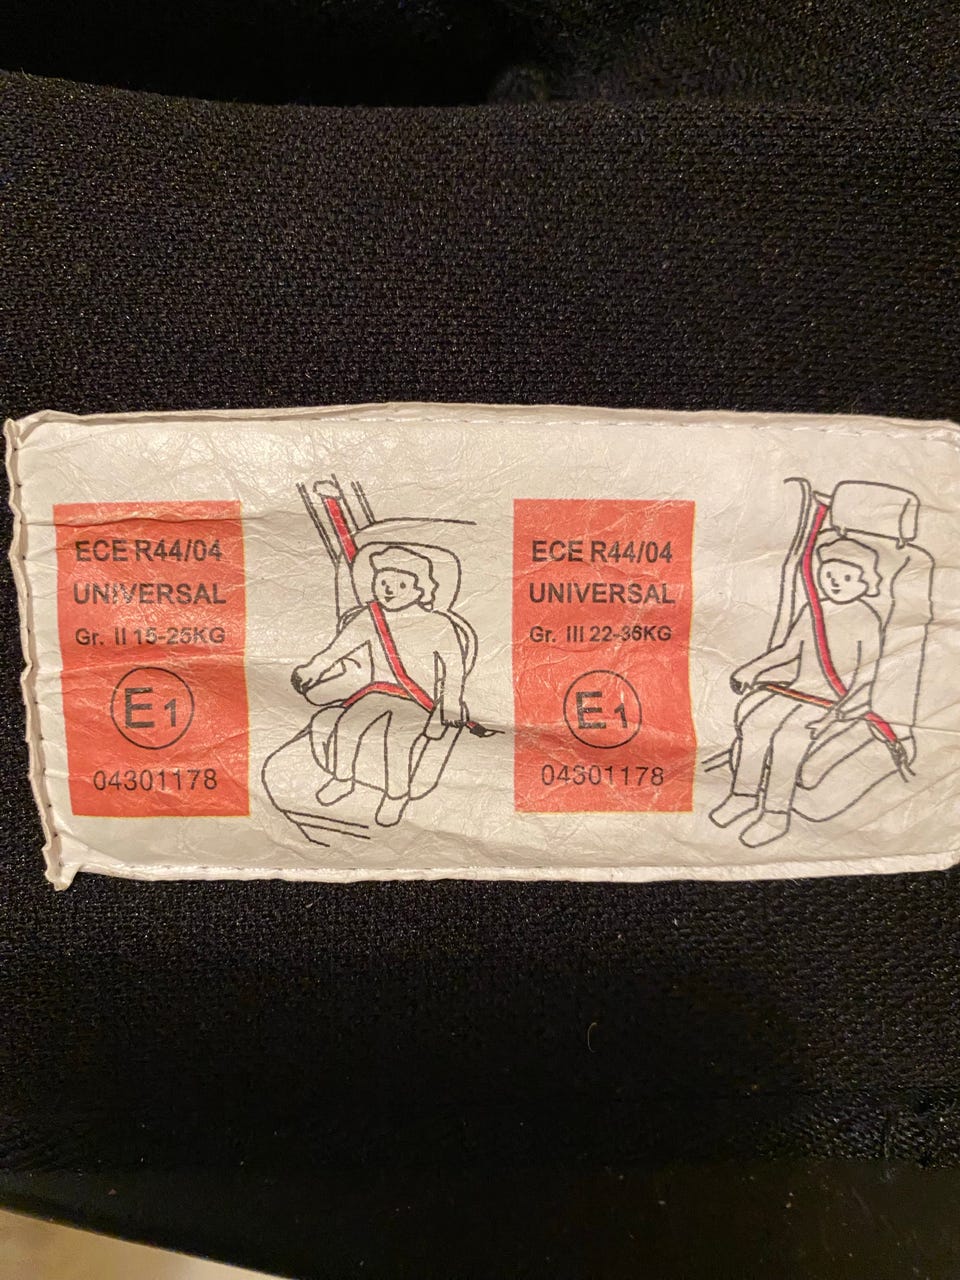 ECE R44/04
UNIVERSAL
Gr. II 15-25KG
E1
04301178
ECE R44/04
UNIVERSAL
Gr. III 22-36KG
E1
04301178